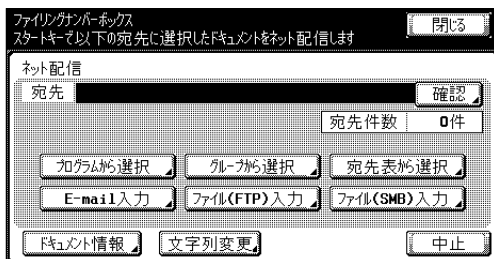 ファイリングナンバーボックス
スタートキーで以下の宛先に選択したドキュメントをネット配信します
閉じる
ネット配信
宛先
確認
宛先件数 0件
プログラムから選択 グループから選択 宛先表から選択
E-mail入力 ファイル(FTP)入力 ファイル(SMB)入力
ドキュメント情報 文字列変更 中止